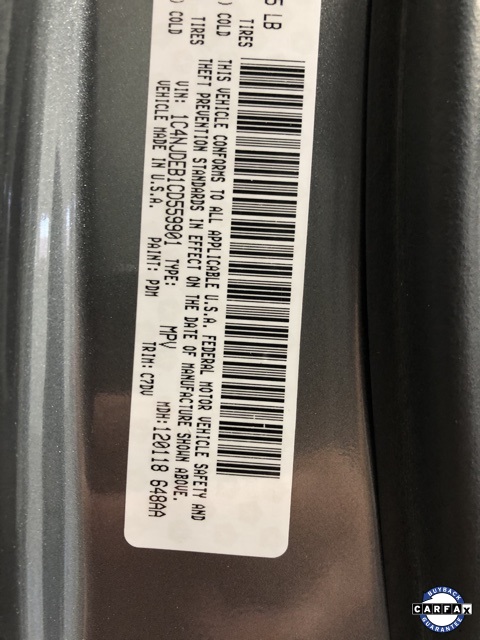 5 LB
TIRES
) COLD
TIRES
) COLD
THIS VEHICLE CONFORMS TO ALL APPLICABLE U.S.A. FEDERAL MOTOR VEHICLE SAFETY AND
THEFT PREVENTION STANDARDS IN EFFECT ON THE DATE OF MANUFACTURE SHOWN ABOVE.
VIN: 1C4NJDEB1CD559901 TYPE: MPV MDH: 120118 648AA
VEHICLE MADE IN U.S.A. PAINT: PDM TRIM: C7DV
BUYBACK
CARFAX
GUARANTEE